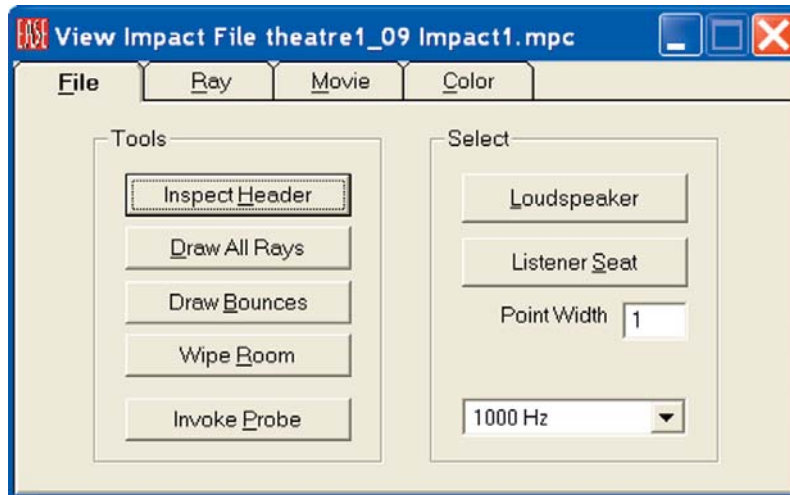 EASE View Impact File theatre1_09 Impact1.mpc
File Ray Movie Color
Tools
Inspect Header
Draw All Rays
Draw Bounces
Wipe Room
Invoke Probe
Select
Loudspeaker
Listener Seat
Point Width 1
1000 Hz